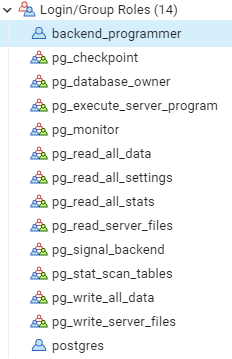 Login/Group Roles (14)
backend_programmer
pg_checkpoint
pg_database_owner
pg_execute_server_program
pg_monitor
pg_read_all_data
pg_read_all_settings
pg_read_all_stats
pg_read_server_files
pg_signal_backend
pg_stat_scan_tables
pg_write_all_data
pg_write_server_files
postgres